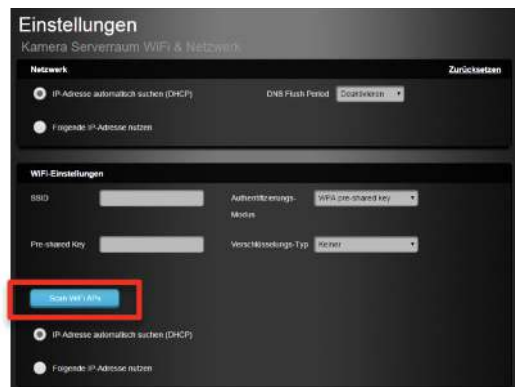 Einstellungen
Kamera Serverraum WiFi & Netzwerk
Netzwerk
Zurücksetzen
IP-Adresse automatisch suchen (DHCP)
DNS Flush Period
Deaktivieren
Folgende IP-Adresse nutzen
WiFi-Einstellungen
SSID
Authentifizierungs-
Modus
WPA pre-shared key
Pre-shared Key
Verschlüsselungs-Typ
Keiner
Scan WiFi APs
IP-Adresse automatisch suchen (DHCP)
Folgende IP-Adresse nutzen